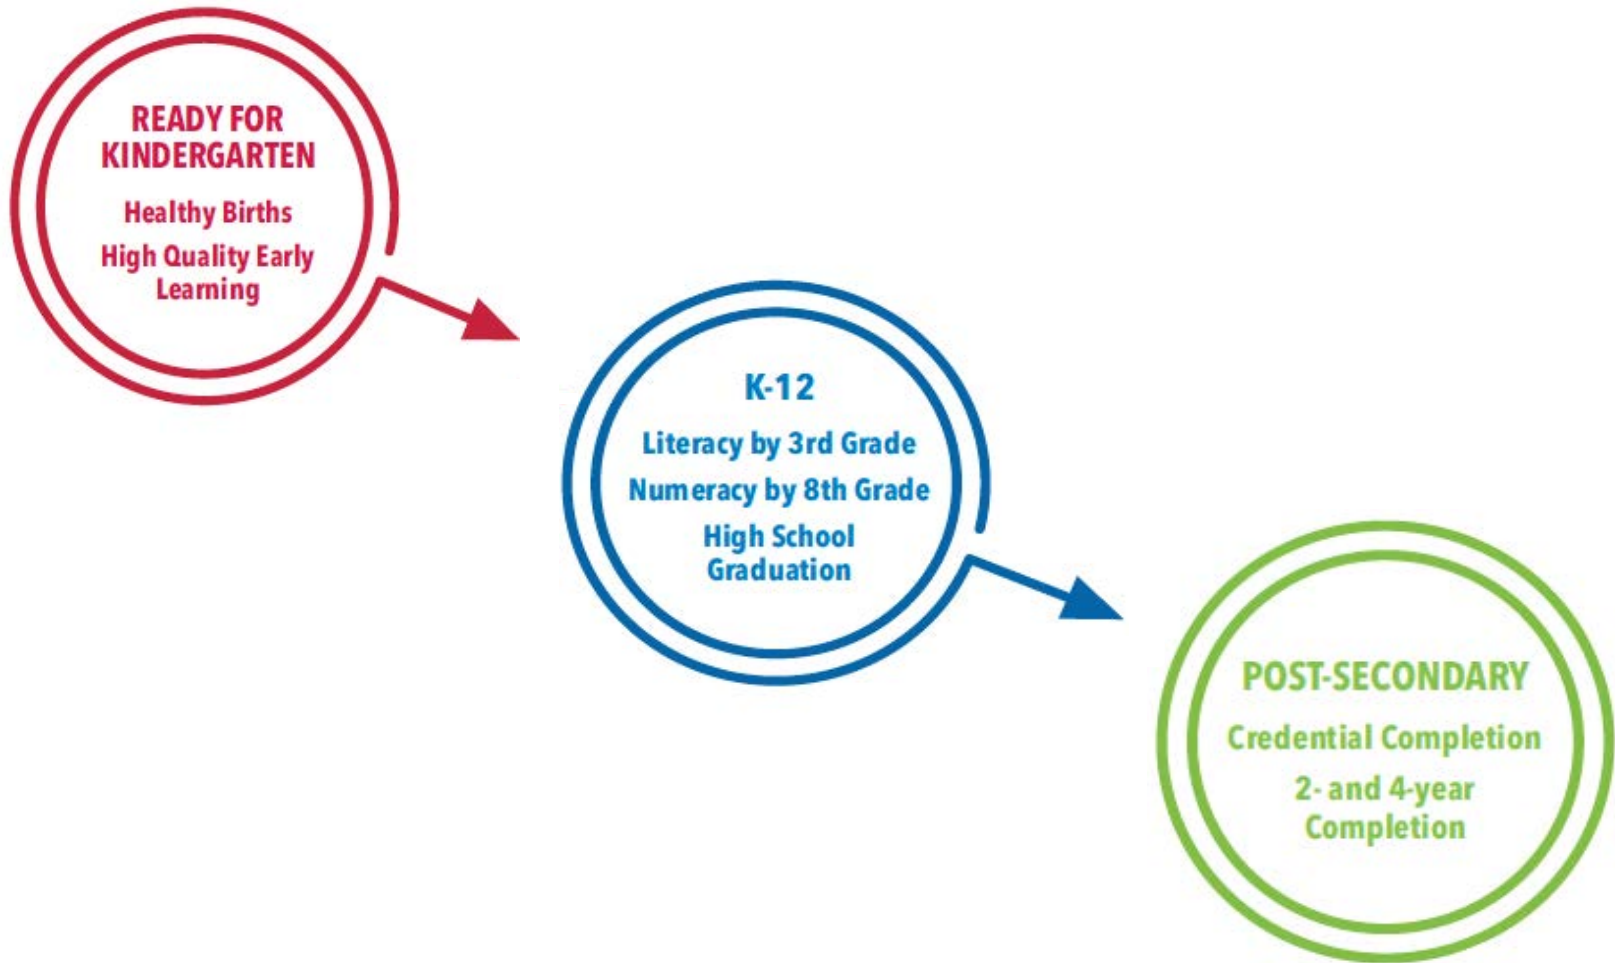 READY FOR
KINDERGARTEN
Healthy Births
High Quality Early
Learning
K-12
Literacy by 3rd Grade
Numeracy by 8th Grade
High School
Graduation
POST-SECONDARY
Credential Completion
2- and 4-year
Completion